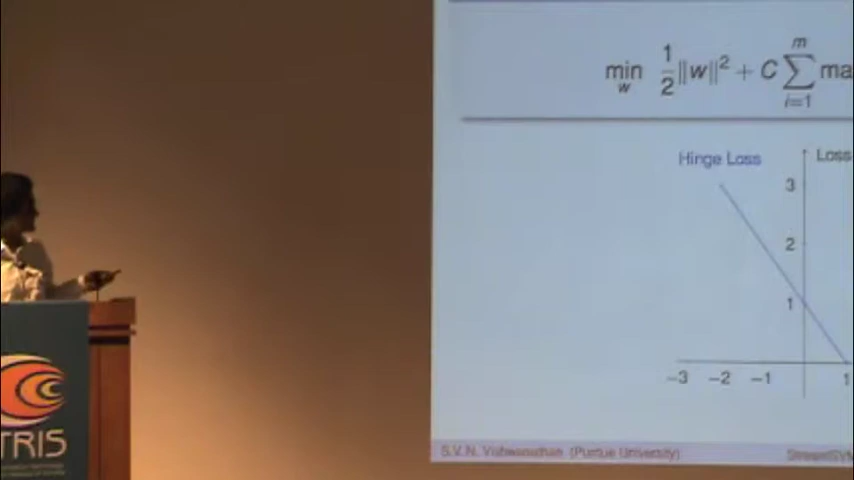 min w 1/2 ||w||² + C ∑ i=1 m ma
Hinge Loss
Loss
3
2
1
-3 -2 -1 1
S.V.N. Vishwanathan (Purdue University)
StreamSVM
TRIS